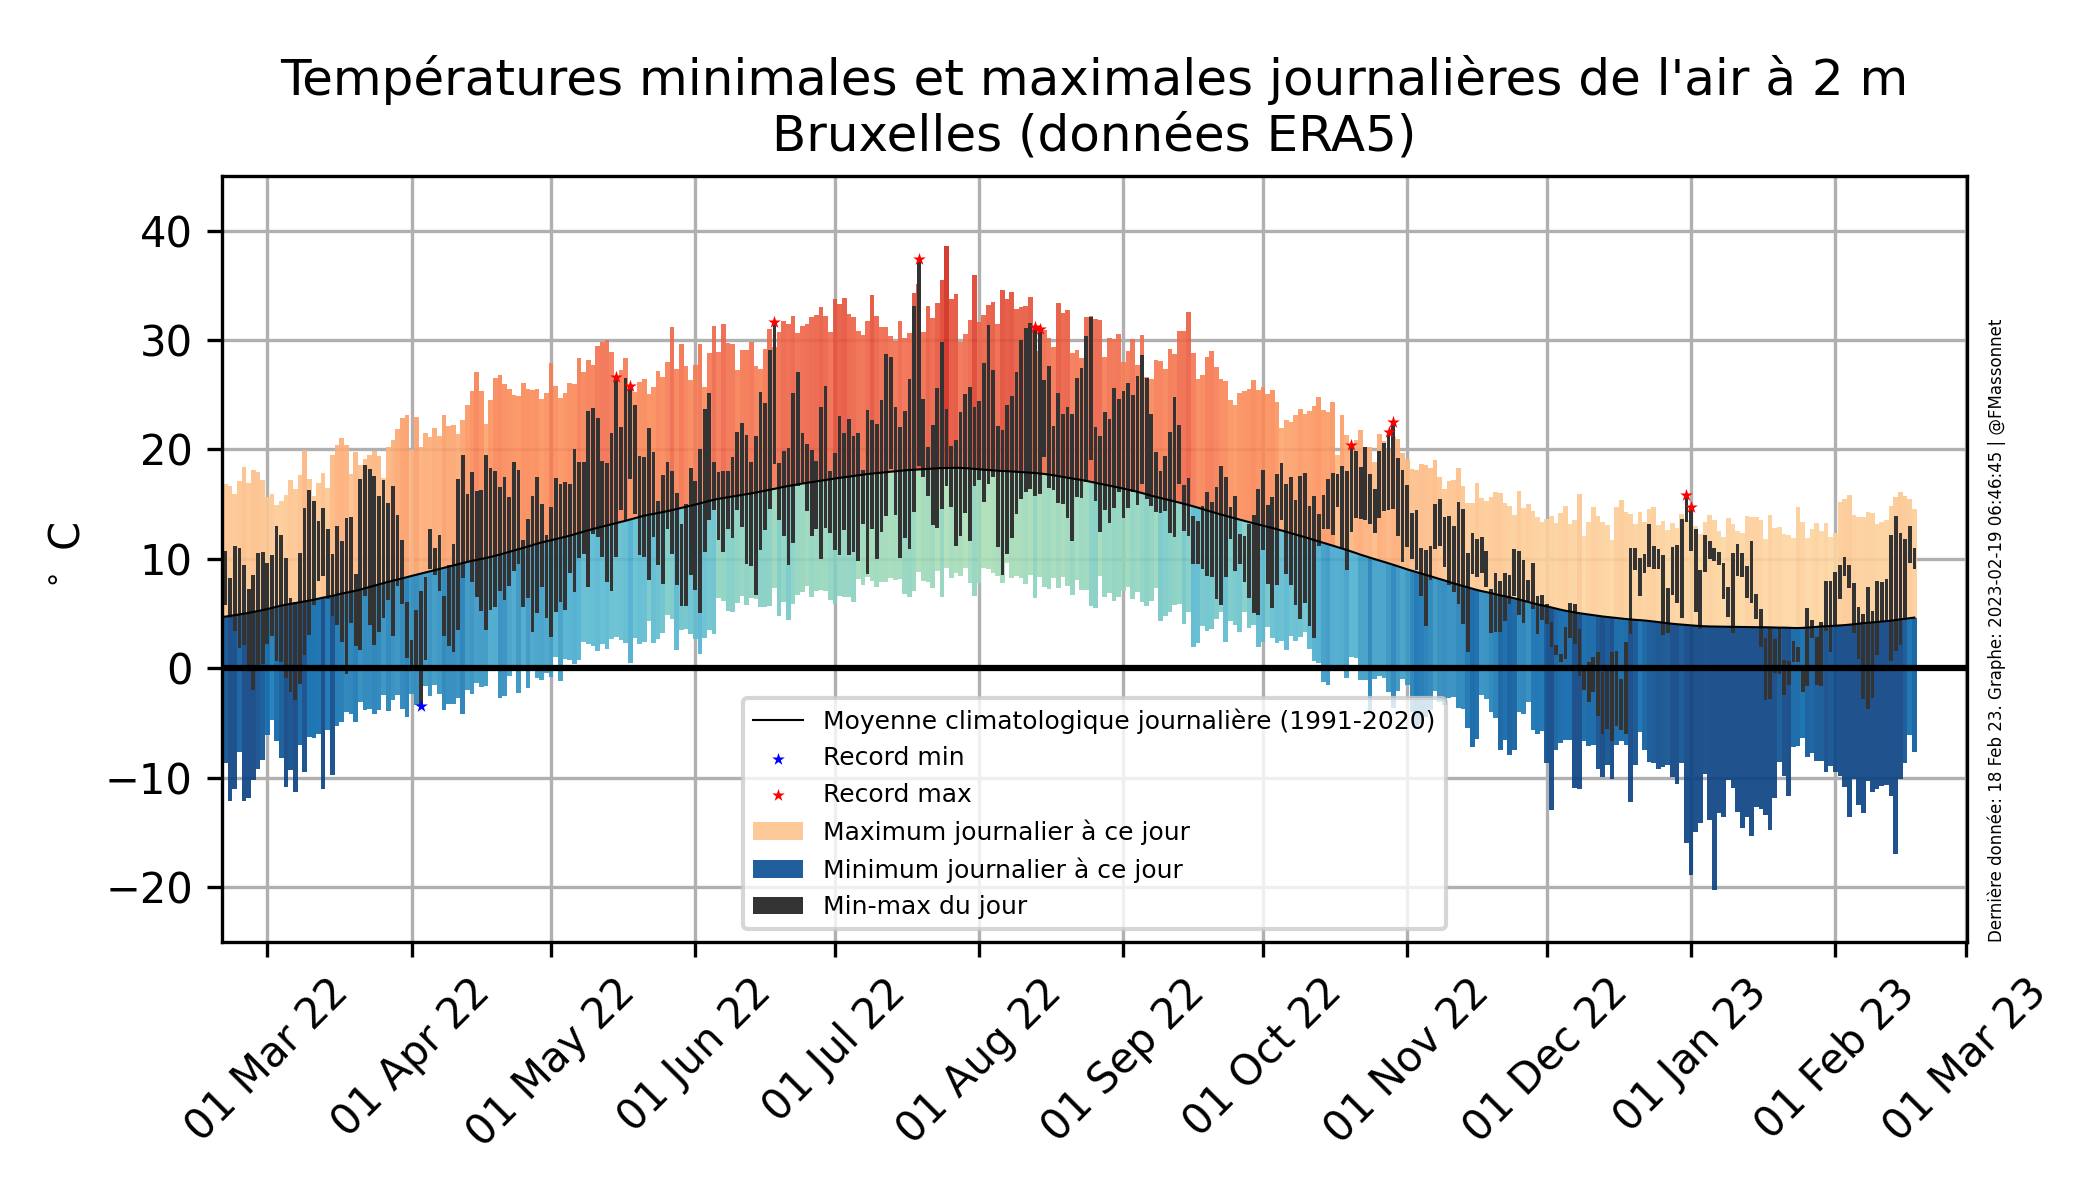 Températures minimales et maximales journalières de l'air à 2 m
Bruxelles (données ERA5)
° C
40
30
20
10
0
−10
−20
Moyenne climatologique journalière (1991-2020)
Record min
Record max
Maximum journalier à ce jour
Minimum journalier à ce jour
Min-max du jour
01 Mar 22
01 Apr 22
01 May 22
01 Jun 22
01 Jul 22
01 Aug 22
01 Sep 22
01 Oct 22
01 Nov 22
01 Dec 22
01 Jan 23
01 Feb 23
01 Mar 23
Dernière donnée: 18 Feb 23. Graphe: 2023-02-19 06:46:45 | @FMassonnet